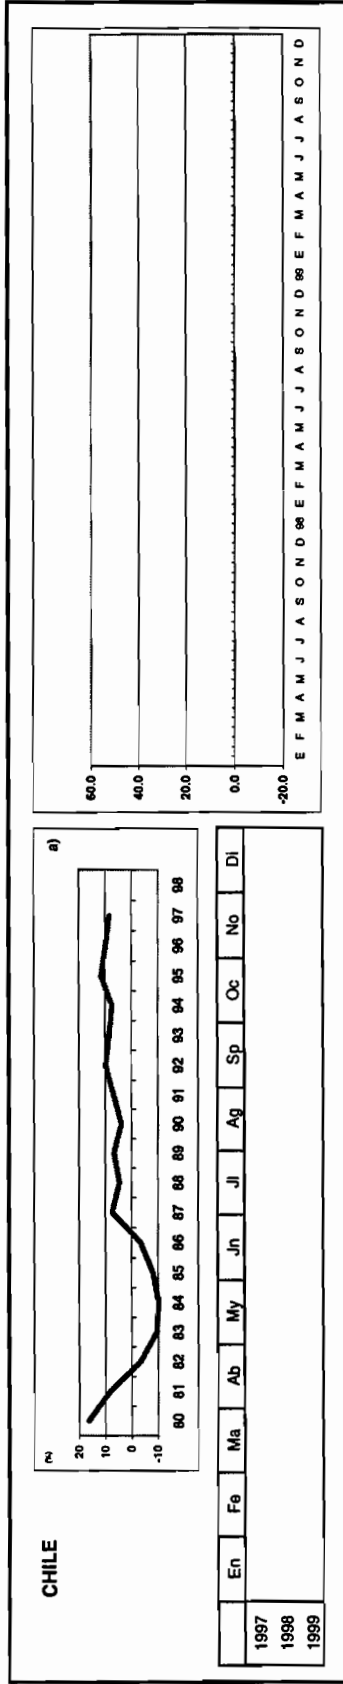 CHILE
(%)
a)
20
10
0
-10
80 81 82 83 84 85 86 87 88 89 90 91 92 93 94 95 96 97 98
En Fe Ma Ab My Jn Jl Ag Sp Oc No Di
1997
1998
1999
60.0
40.0
20.0
0.0
-20.0
E F M A M J J A S O N D 98 E F M A M J J A S O N D 99 E F M A M J J A S O N D